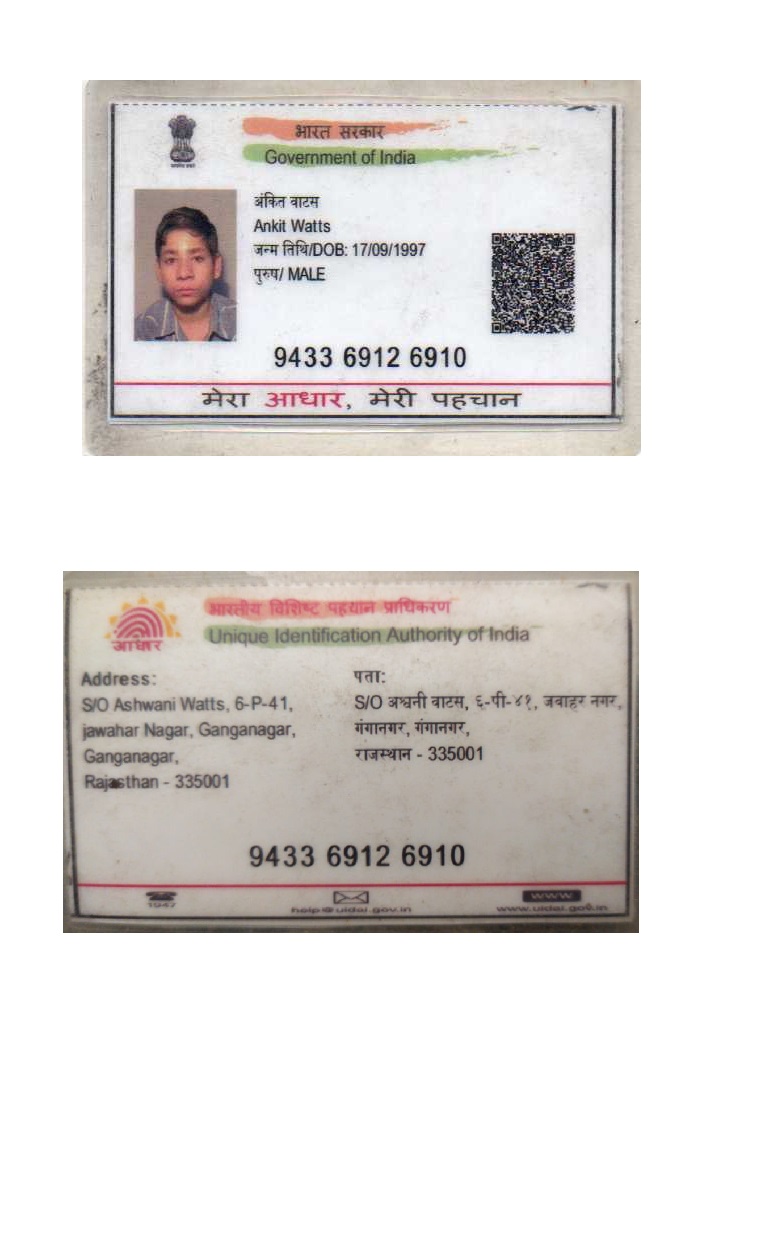 भारत सरकार
Government of India
अंकित वाटस
Ankit Watts
जन्म तिथि/DOB: 17/09/1997
पुरुष/ MALE
9433 6912 6910
मेरा आधार, मेरी पहचान
भारतीय विशिष्ट पहचान प्राधिकरण
Unique Identification Authority of India
आधार
Address:
S/O Ashwani Watts, 6-P-41,
jawahar Nagar, Ganganagar,
Ganganagar,
Rajasthan - 335001
पता:
S/O अश्वनी वाटस, ६-पी-४१, जवाहर नगर,
गंगानगर, गंगानगर,
राजस्थान - 335001
9433 6912 6910
1947
help@uidai.gov.in
www
www.uidai.gov.in